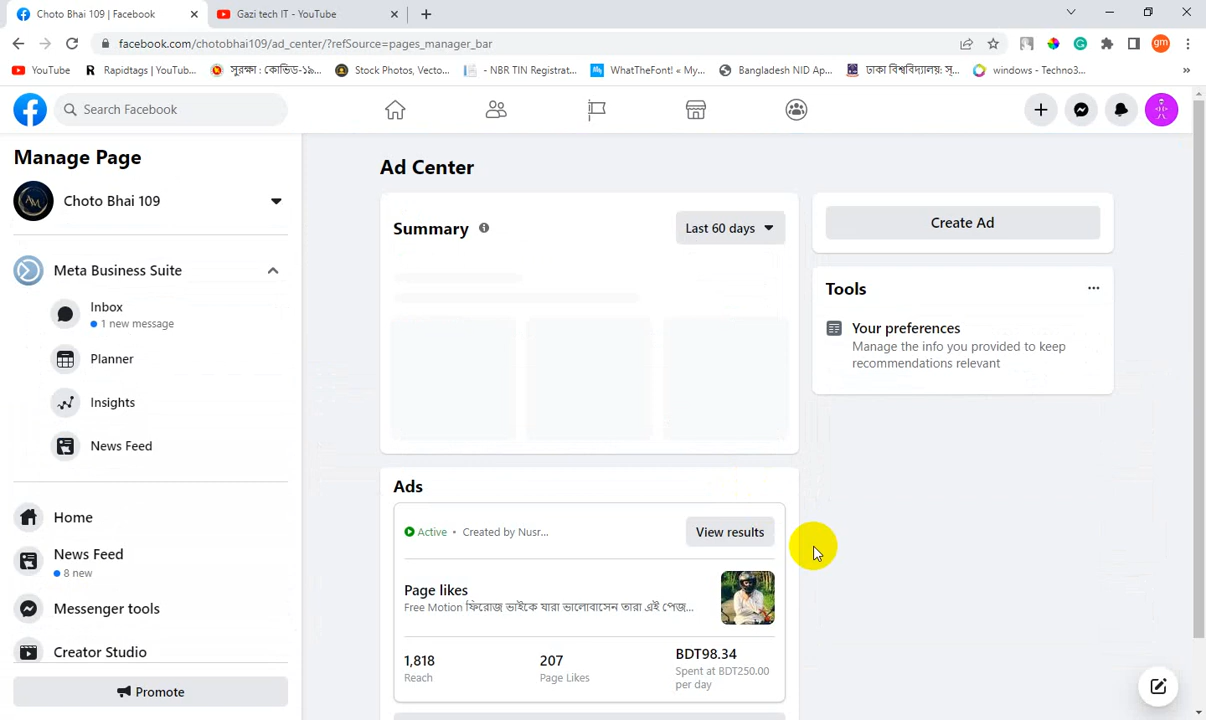 Choto Bhai 109 | Facebook
Gazi tech IT - YouTube
facebook.com/chotobhai109/ad_center/?refSource=pages_manager_bar
gm
YouTube
Rapidtags | YouTub...
সুরক্ষা : কোভিড-১৯...
Stock Photos, Vecto...
- NBR TIN Registrat...
WhatTheFont! « My...
Bangladesh NID Ap...
ঢাকা বিশ্ববিদ্যালয়: স্...
windows - Techno3...
Search Facebook
Manage Page
Choto Bhai 109
Meta Business Suite
Inbox
1 new message
Planner
Insights
News Feed
Home
News Feed
8 new
Messenger tools
Creator Studio
Promote
Ad Center
Summary
Last 60 days
Create Ad
Tools
Your preferences
Manage the info you provided to keep
recommendations relevant
Ads
Active • Created by Nusr...
View results
Page likes
Free Motion ফিরোজ ভাইকে যারা ভালোবাসেন তারা এই পেজ...
1,818
Reach
207
Page Likes
BDT98.34
Spent at BDT250.00
per day